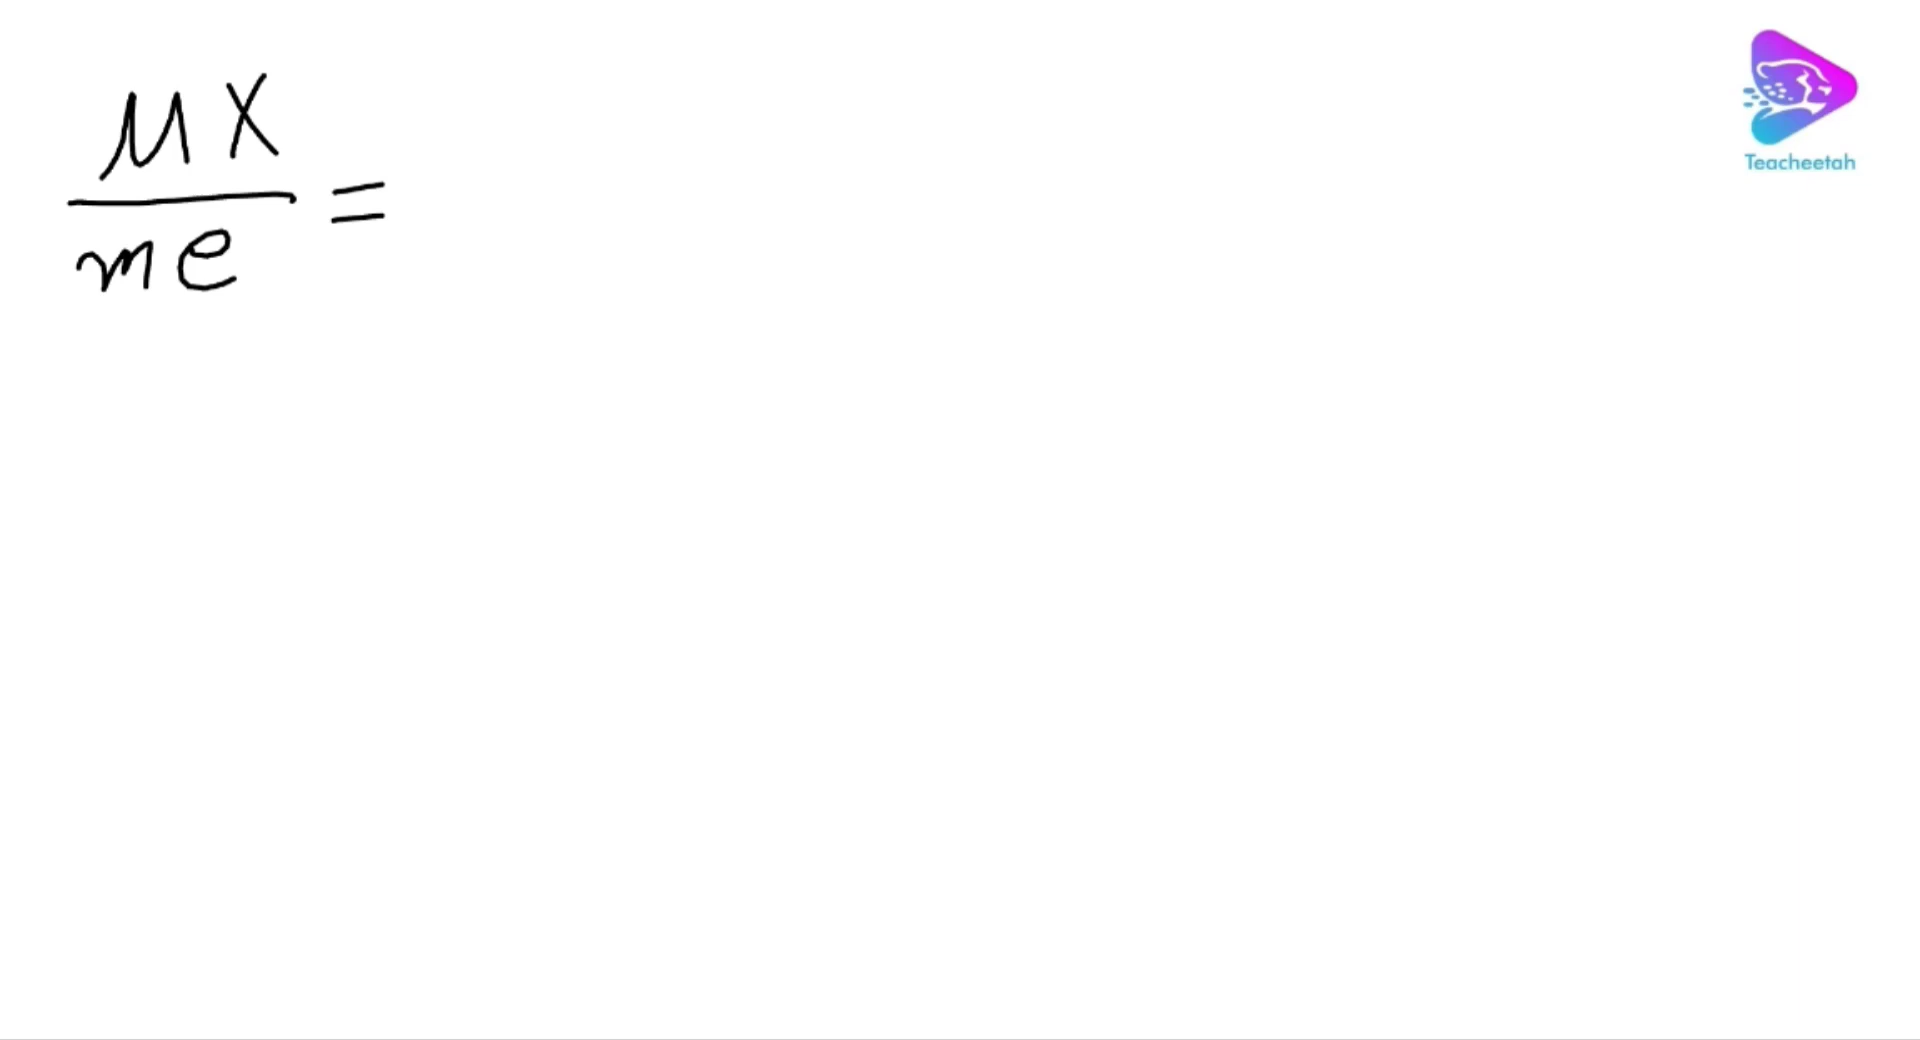 μx
me
=
Teacheetah